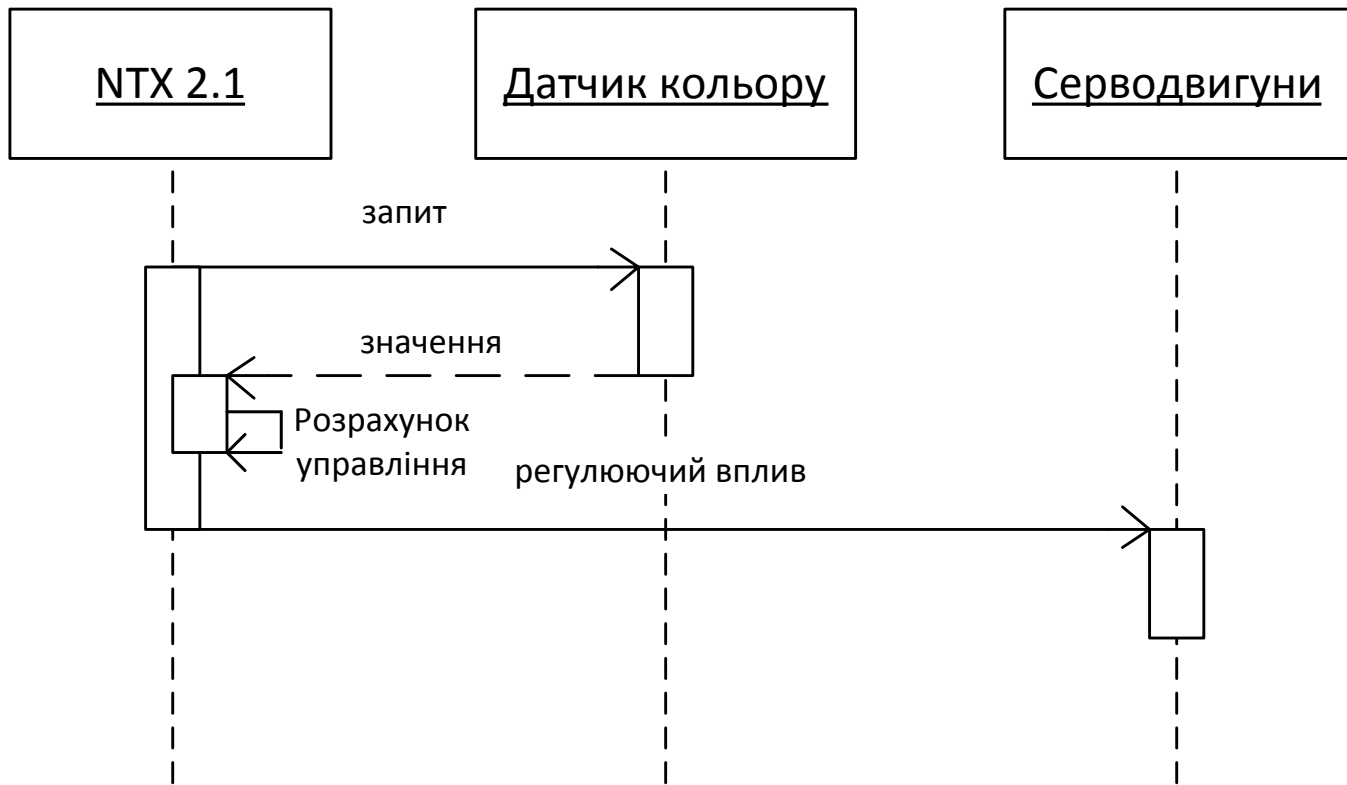 NTX 2.1
Датчик кольору
Серводвигуни
запит
значення
Розрахунок
управління
регулюючий вплив